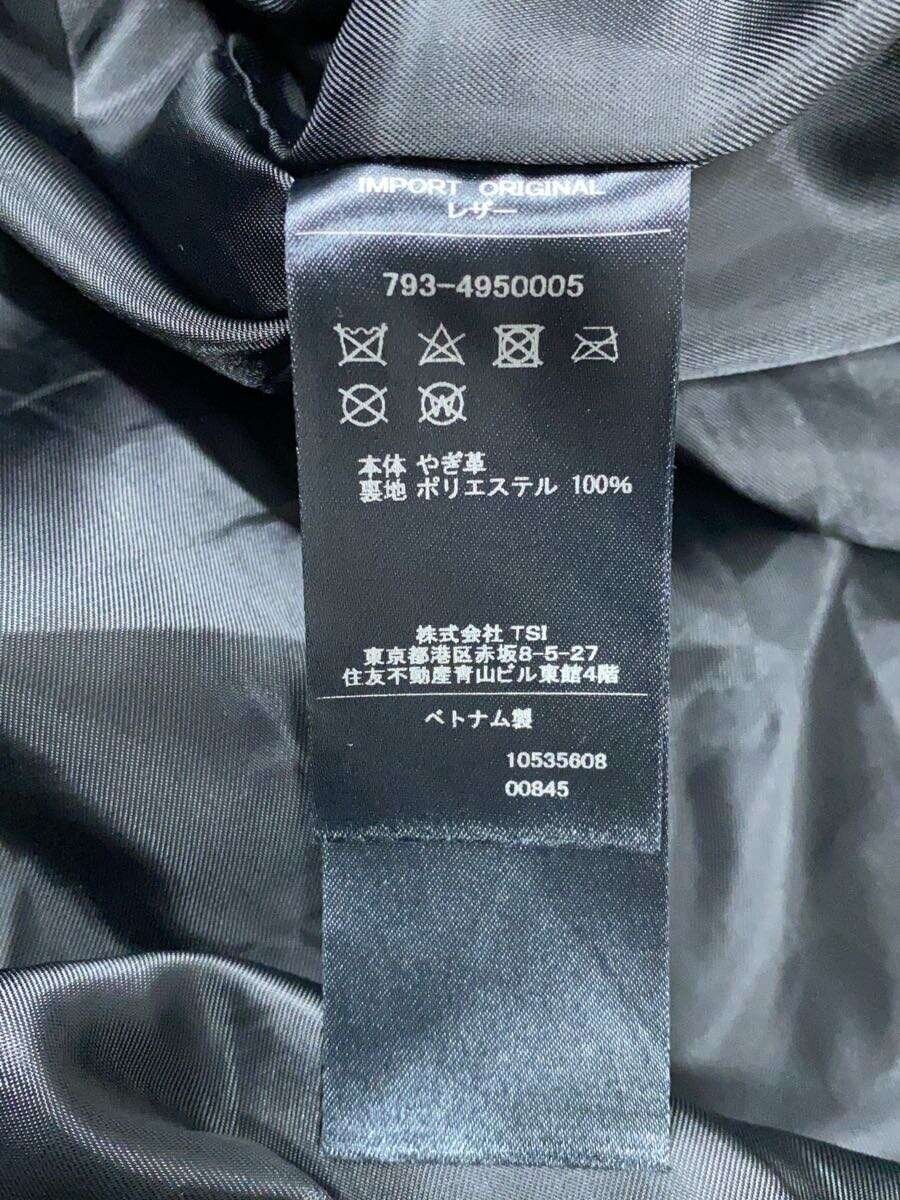 IMPORT ORIGINAL
レザー
793-4950005
本体 やぎ革
裏地 ポリエステル 100%
株式会社 TSI
東京都港区赤坂8-5-27
住友不動産青山ビル東館4階
ベトナム製
10535608
00845